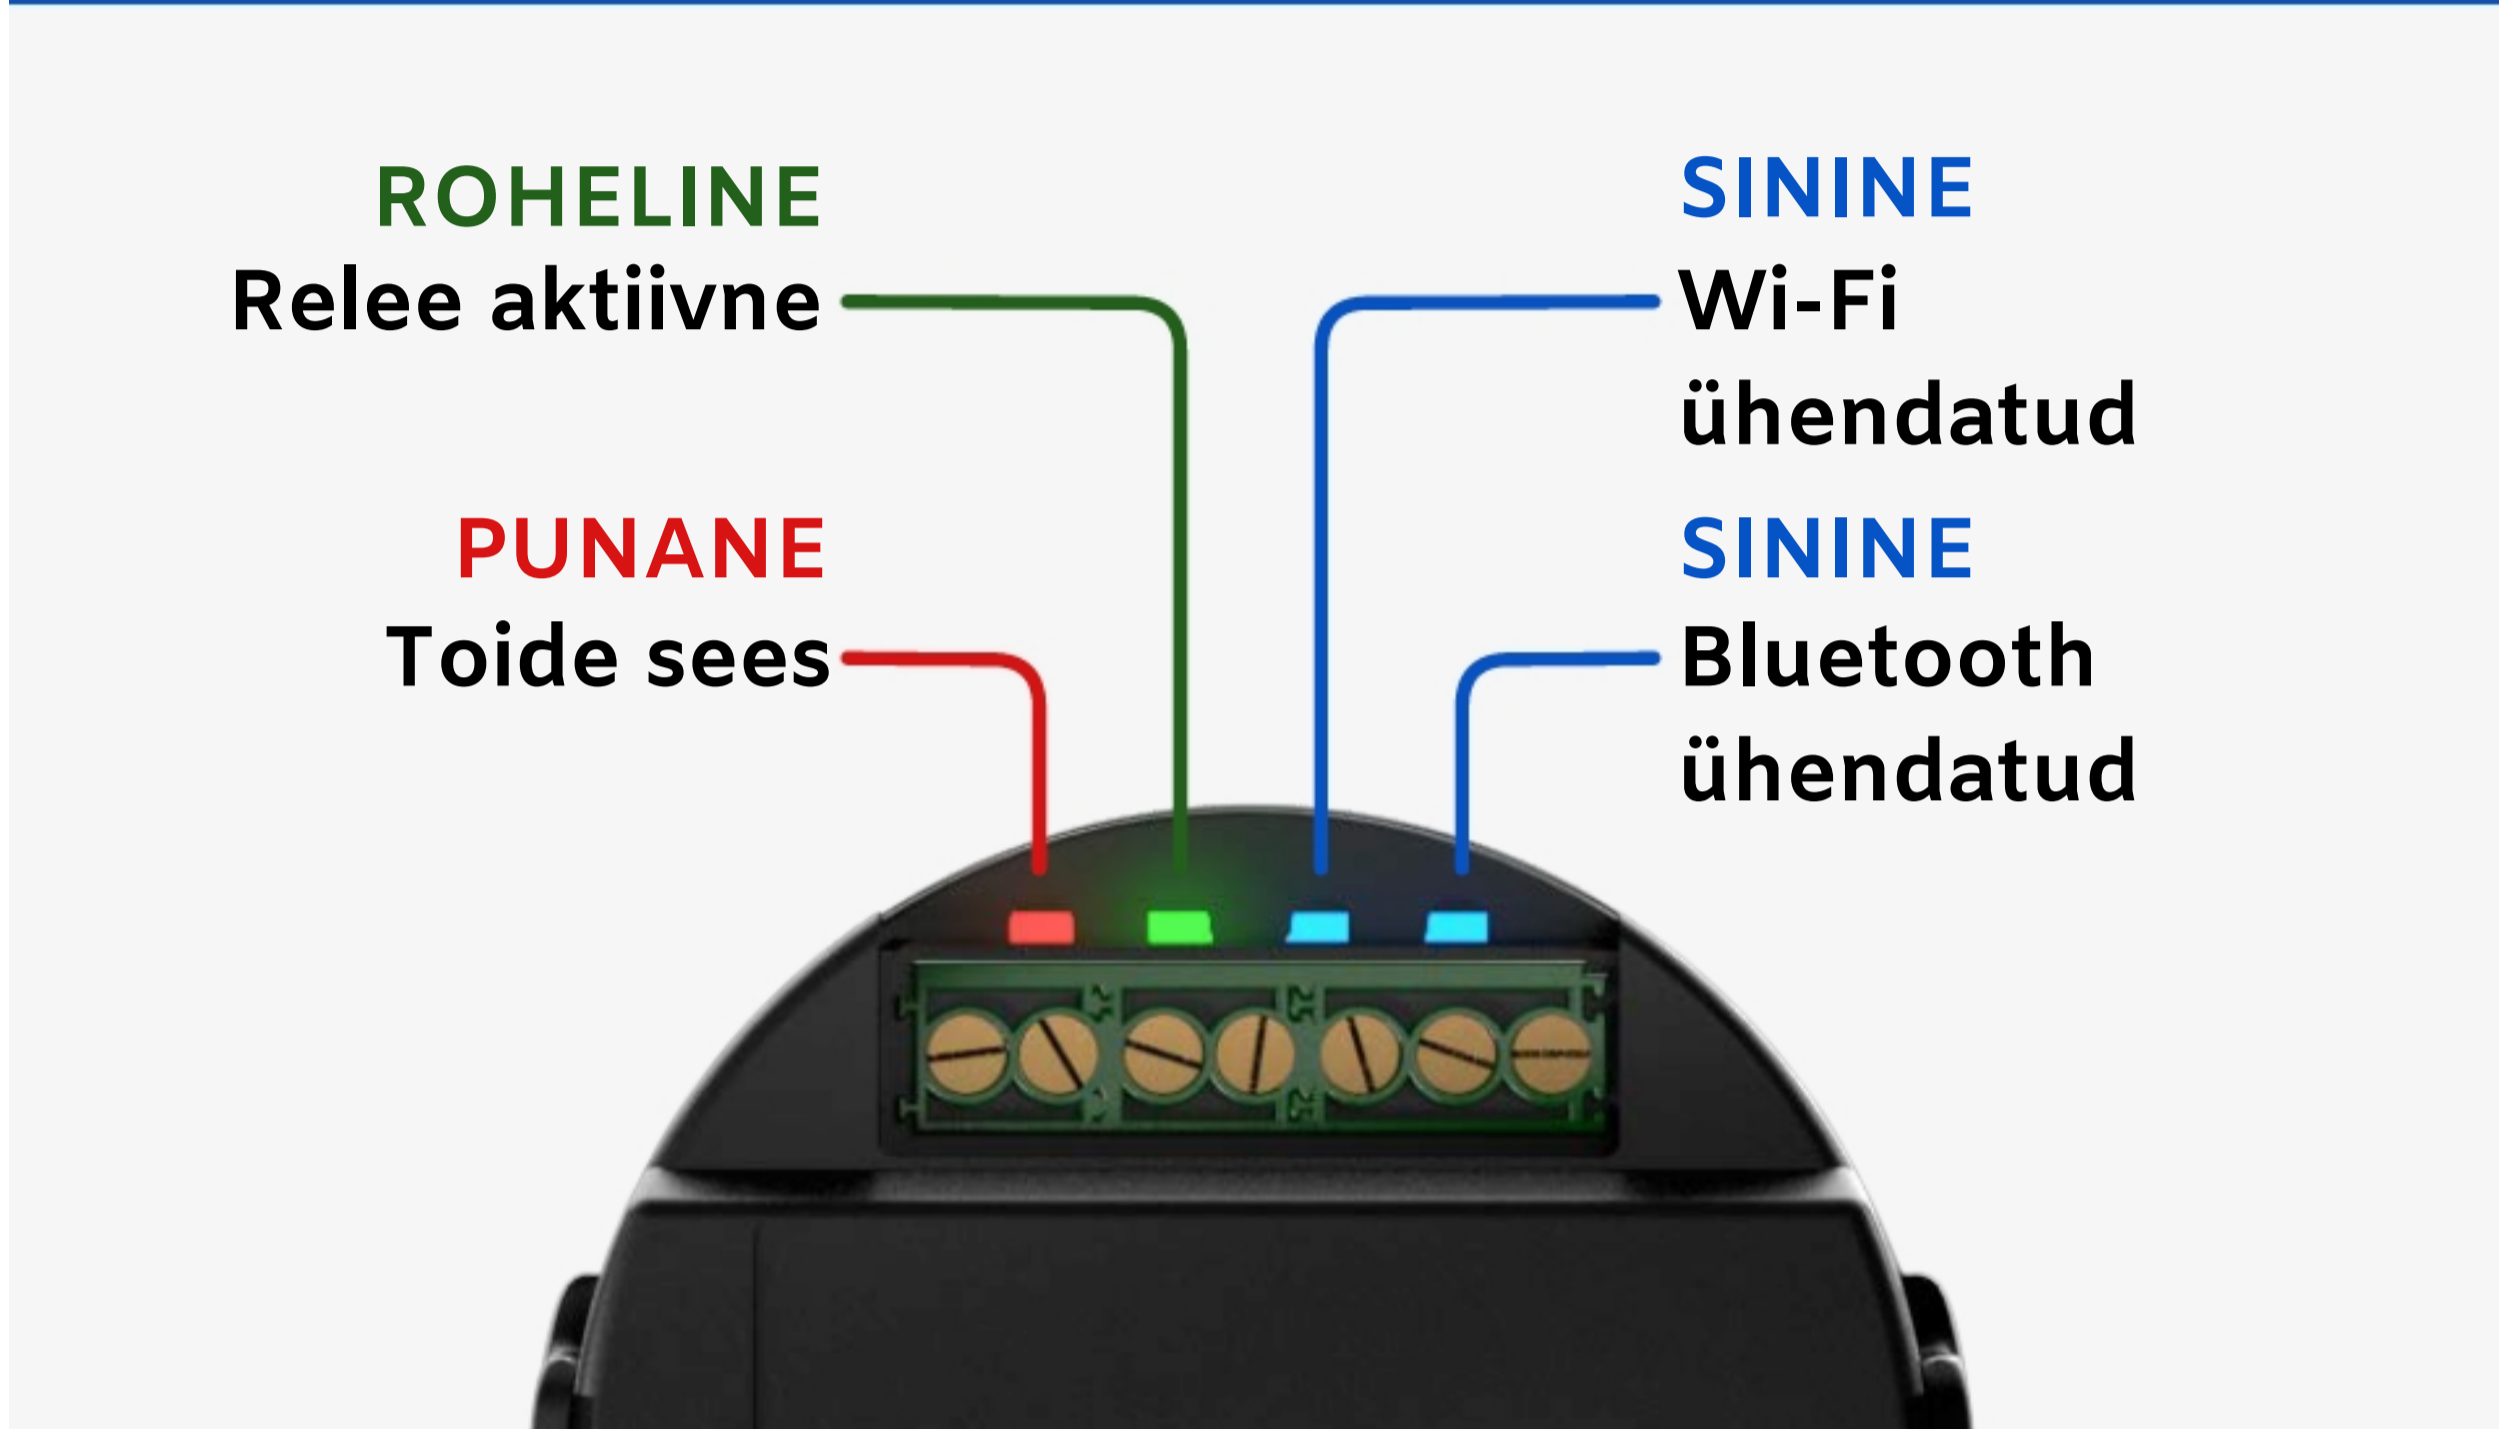 ROHELINE
Relee aktiivne
PUNANE
Toide sees
SININE
Wi-Fi
ühendatud
SININE
Bluetooth
ühendatud